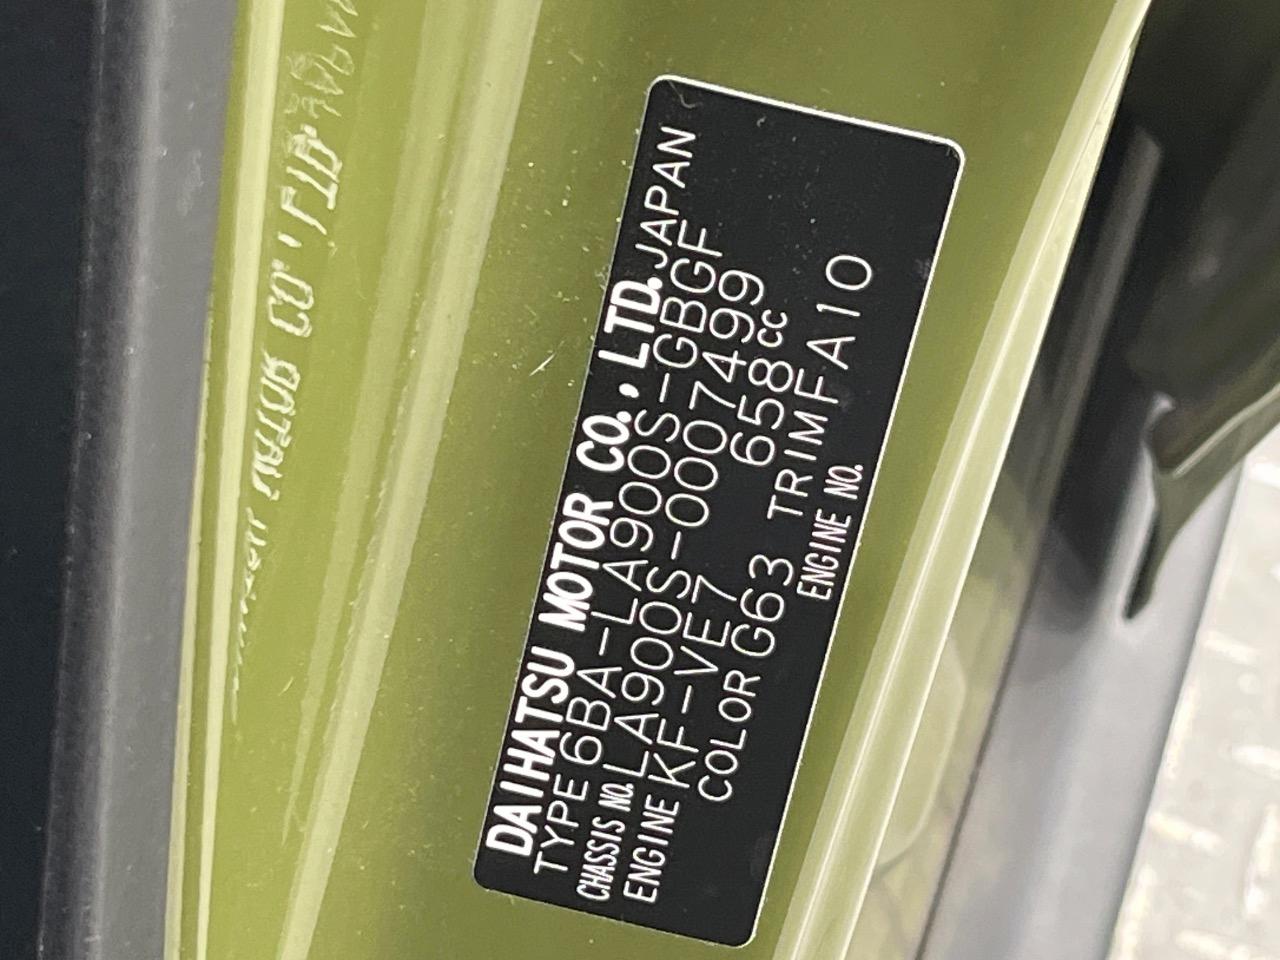 DAIHATSU MOTOR CO., LTD. JAPAN
TYPE 6BA-LA900S-GBGF
CHASSIS NO. LA900S-0007499
ENGINE KF-VE7 658cc
COLOR G63 TRIM FA10
ENGINE NO.